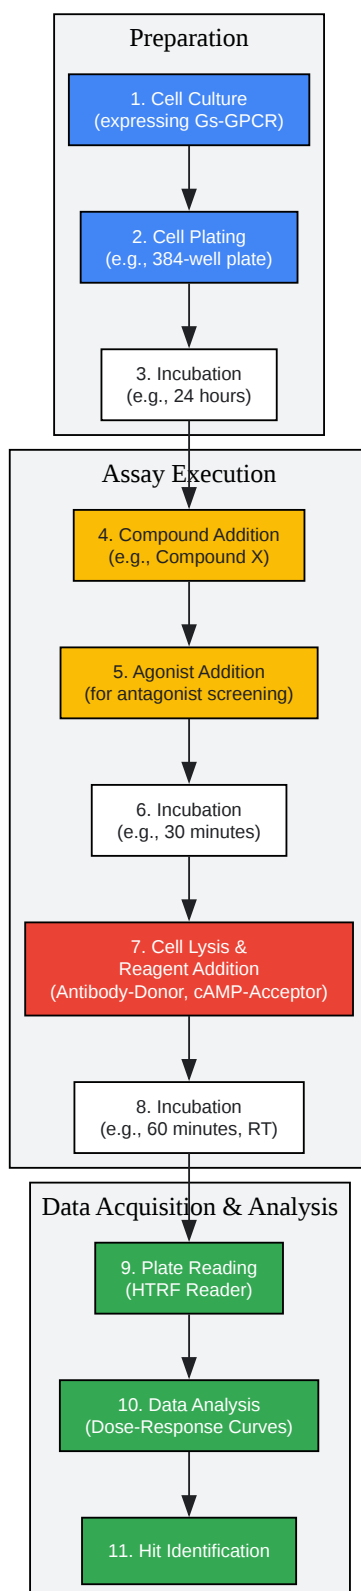 Preparation
1. Cell Culture
(expressing Gs-GPCR)
2. Cell Plating
(e.g., 384-well plate)
3. Incubation
(e.g., 24 hours)
Assay Execution
4. Compound Addition
(e.g., Compound X)
5. Agonist Addition
(for antagonist screening)
6. Incubation
(e.g., 30 minutes)
7. Cell Lysis &
Reagent Addition
(Antibody-Donor, cAMP-Acceptor)
8. Incubation
(e.g., 60 minutes, RT)
Data Acquisition & Analysis
9. Plate Reading
(HTRF Reader)
10. Data Analysis
(Dose-Response Curves)
11. Hit Identification